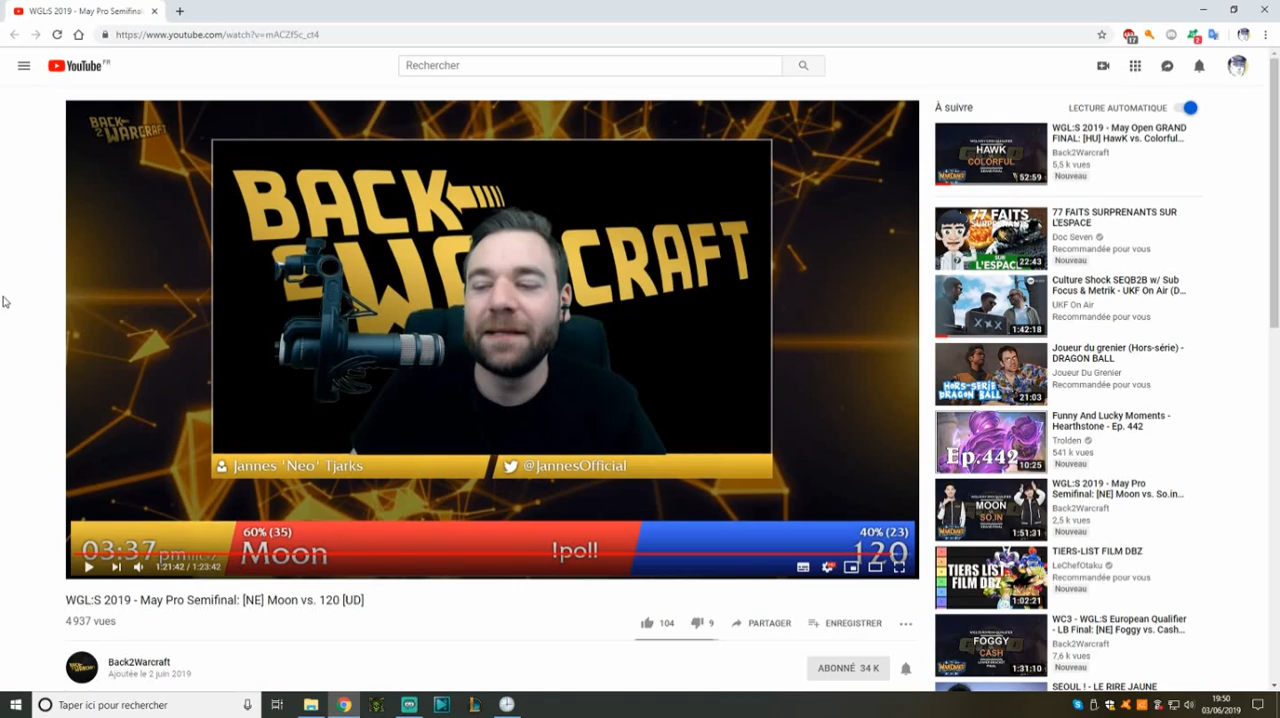 WGL:S 2019 - May Pro Semifinal
https://www.youtube.com/watch?v=mACZfSc_ct4
17
2
YouTube FR
Rechercher
BACK
2
WARCRAFT
BACK
CRAFT
Jannes 'Neo' Tjarks
@JannesOfficial
60% (35)
40% (23)
03:37 pm
Moon
!poll
120
1:21:42 / 1:23:42
WGL:S 2019 - May Pro Semifinal: [NE] Moon vs. 120 [UD]
4 937 vues
104
9
PARTAGER
ENREGISTRER
Back2Warcraft
Ajoutée le 2 juin 2019
ABONNÉ 34 K
À suivre
LECTURE AUTOMATIQUE
HAWK
COLORFUL
52:59
WGL:S 2019 - May Open GRAND
FINAL: [HU] HawK vs. Colorful...
Back2Warcraft
5,5 k vues
Nouveau
77 FAITS
SURPRENANTS
SUR
L'ESPACE
22:43
77 FAITS SURPRENANTS SUR
L'ESPACE
Doc Seven
Recommandée pour vous
Nouveau
1:42:18
Culture Shock SEQB2B w/ Sub
Focus & Metrik - UKF On Air (D...
UKF On Air
Recommandée pour vous
HORS-SERIE
DRAGON BALL
21:03
Joueur du grenier (Hors-série) -
DRAGON BALL
Joueur Du Grenier
Recommandée pour vous
Ep.442
10:25
Funny And Lucky Moments -
Hearthstone - Ep. 442
Trolden
541 k vues
Nouveau
MOON
SO.IN
1:51:31
WGL:S 2019 - May Pro
Semifinal: [NE] Moon vs. So.in...
Back2Warcraft
2,5 k vues
Nouveau
TIERS LIST
FILM DBZ
1:02:21
TIERS-LIST FILM DBZ
LeChefOtaku
Recommandée pour vous
Nouveau
FOGGY
CASH
1:31:10
WC3 - WGL:S European Qualifier
- LB Final: [NE] Foggy vs. Cash...
Back2Warcraft
7,6 k vues
Nouveau
SEOUL ! - LE RIRE JAUNE
Taper ici pour rechercher
19:50
03/06/2019